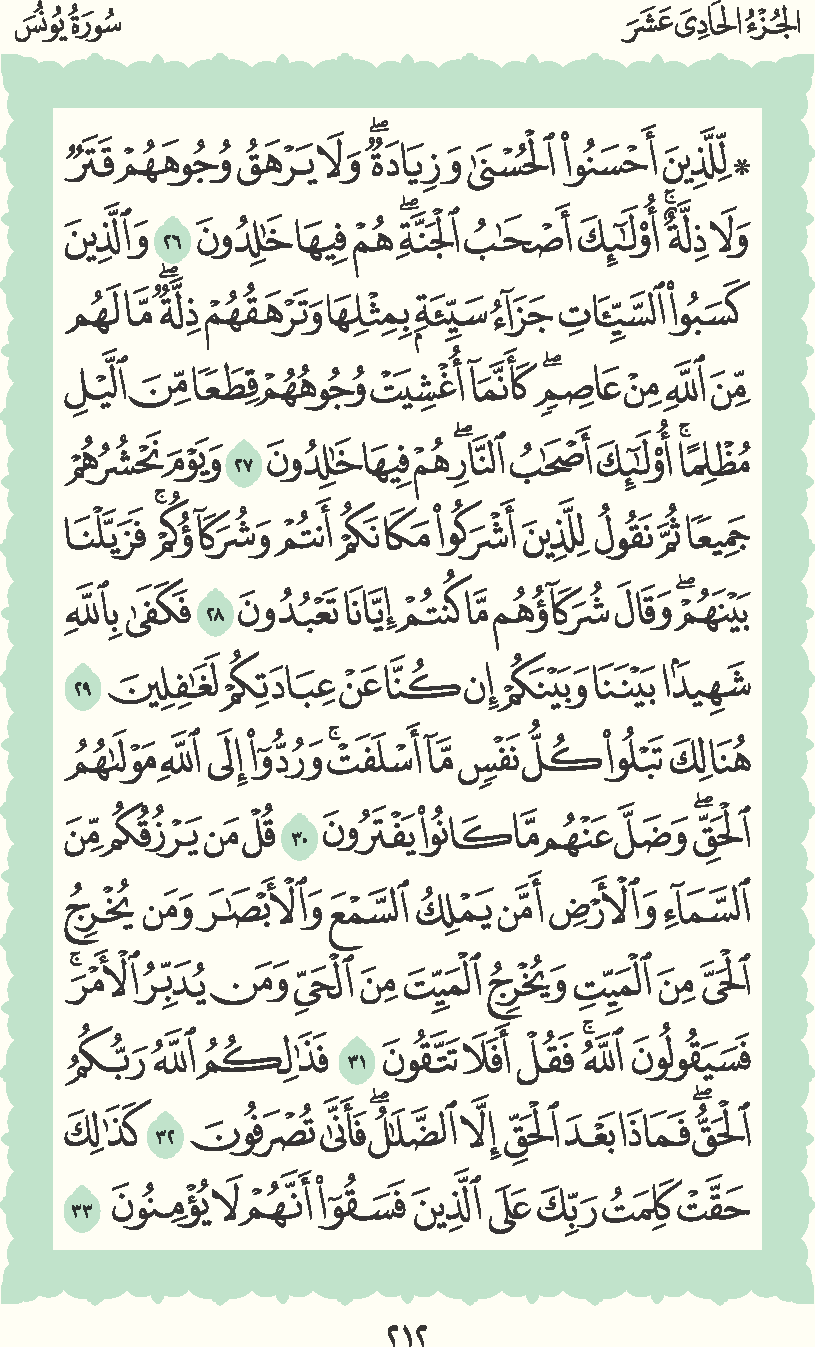 الجُزْءُ الحَادِى عَشَرَ
سُورَةُ يُونُسَ
* لِّلَّذِينَ أَحْسَنُوا۟ ٱلْحُسْنَىٰ وَزِيَادَةٌۖ وَلَا يَرْهَقُ وُجُوهَهُمْ قَتَرٌ
وَلَا ذِلَّةٌۚ أُو۟لَٰٓئِكَ أَصْحَٰبُ ٱلْجَنَّةِۖ هُمْ فِيهَا خَٰلِدُونَ ٢٦ وَٱلَّذِينَ
كَسَبُوا۟ ٱلسَّيِّـَٔاتِ جَزَآءُ سَيِّئَةٍۭ بِمِثْلِهَا وَتَرْهَقُهُمْ ذِلَّةٌۖ مَّا لَهُم
مِّنَ ٱللَّهِ مِنْ عَاصِمٍۖ كَأَنَّمَآ أُغْشِيَتْ وُجُوهُهُمْ قِطَعًا مِّنَ ٱلَّيْلِ
مُظْلِمًاۚ أُو۟لَٰٓئِكَ أَصْحَٰبُ ٱلنَّارِۖ هُمْ فِيهَا خَٰلِدُونَ ٢٧ وَيَوْمَ نَحْشُرُهُمْ
جَمِيعًا ثُمَّ نَقُولُ لِلَّذِينَ أَشْرَكُوا۟ مَكَانَكُمْ أَنتُمْ وَشُرَكَآؤُكُمْۚ فَزَيَّلْنَا
بَيْنَهُمْۖ وَقَالَ شُرَكَآؤُهُم مَّا كُنتُمْ إِيَّانَا تَعْبُدُونَ ٢٨ فَكَفَىٰ بِٱللَّهِ
شَهِيدًۢا بَيْنَنَا وَبَيْنَكُمْ إِن كُنَّا عَنْ عِبَادَتِكُمْ لَغَٰفِلِينَ ٢٩
هُنَالِكَ تَبْلُوا۟ كُلُّ نَفْسٍ مَّآ أَسْلَفَتْۚ وَرُدُّوٓا۟ إِلَى ٱللَّهِ مَوْلَىٰهُمُ
ٱلْحَقِّۖ وَضَلَّ عَنْهُم مَّا كَانُوا۟ يَفْتَرُونَ ٣٠ قُلْ مَن يَرْزُقُكُم مِّنَ
ٱلسَّمَآءِ وَٱلْأَرْضِ أَمَّن يَمْلِكُ ٱلسَّمْعَ وَٱلْأَبْصَٰرَ وَمَن يُخْرِجُ
ٱلْحَىَّ مِنَ ٱلْمَيِّتِ وَيُخْرِجُ ٱلْمَيِّتَ مِنَ ٱلْحَىِّ وَمَن يُدَبِّرُ ٱلْأَمْرَۚ
فَسَيَقُولُونَ ٱللَّهُۚ فَقُلْ أَفَلَا تَتَّقُونَ ٣١ فَذَٰلِكُمُ ٱللَّهُ رَبُّكُمُ
ٱلْحَقُّۖ فَمَاذَا بَعْدَ ٱلْحَقِّ إِلَّا ٱلضَّلَٰلُۖ فَأَنَّىٰ تُصْرَفُونَ ٣٢ كَذَٰلِكَ
حَقَّتْ كَلِمَتُ رَبِّكَ عَلَى ٱلَّذِينَ فَسَقُوٓا۟ أَنَّهُمْ لَا يُؤْمِنُونَ ٣٣
٢١٢